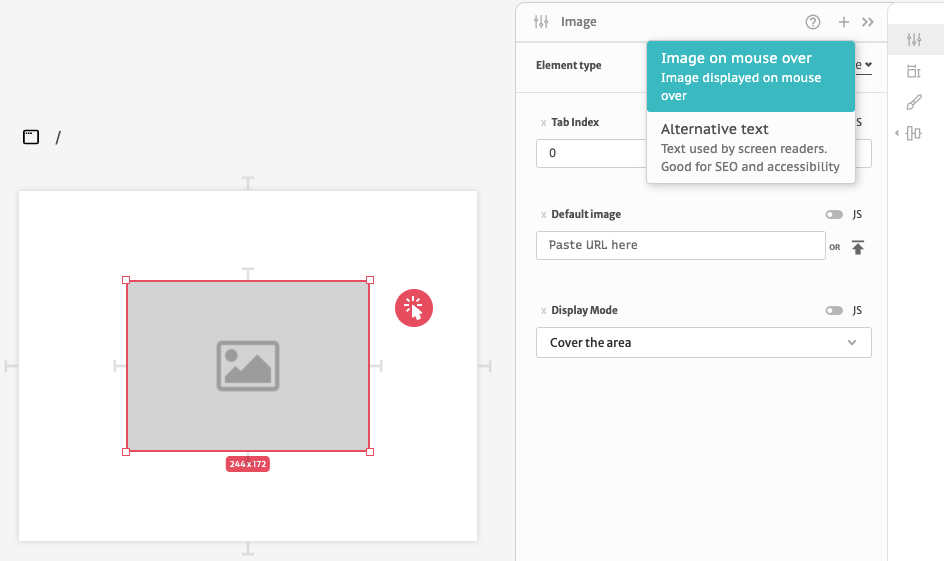 Image
Element type
e
Image on mouse over
Image displayed on mouse
over
Alternative text
Text used by screen readers.
Good for SEO and accessibility
x Tab Index
S
0
/
x Default image
JS
Paste URL here
OR
x Display Mode
JS
Cover the area
244x172